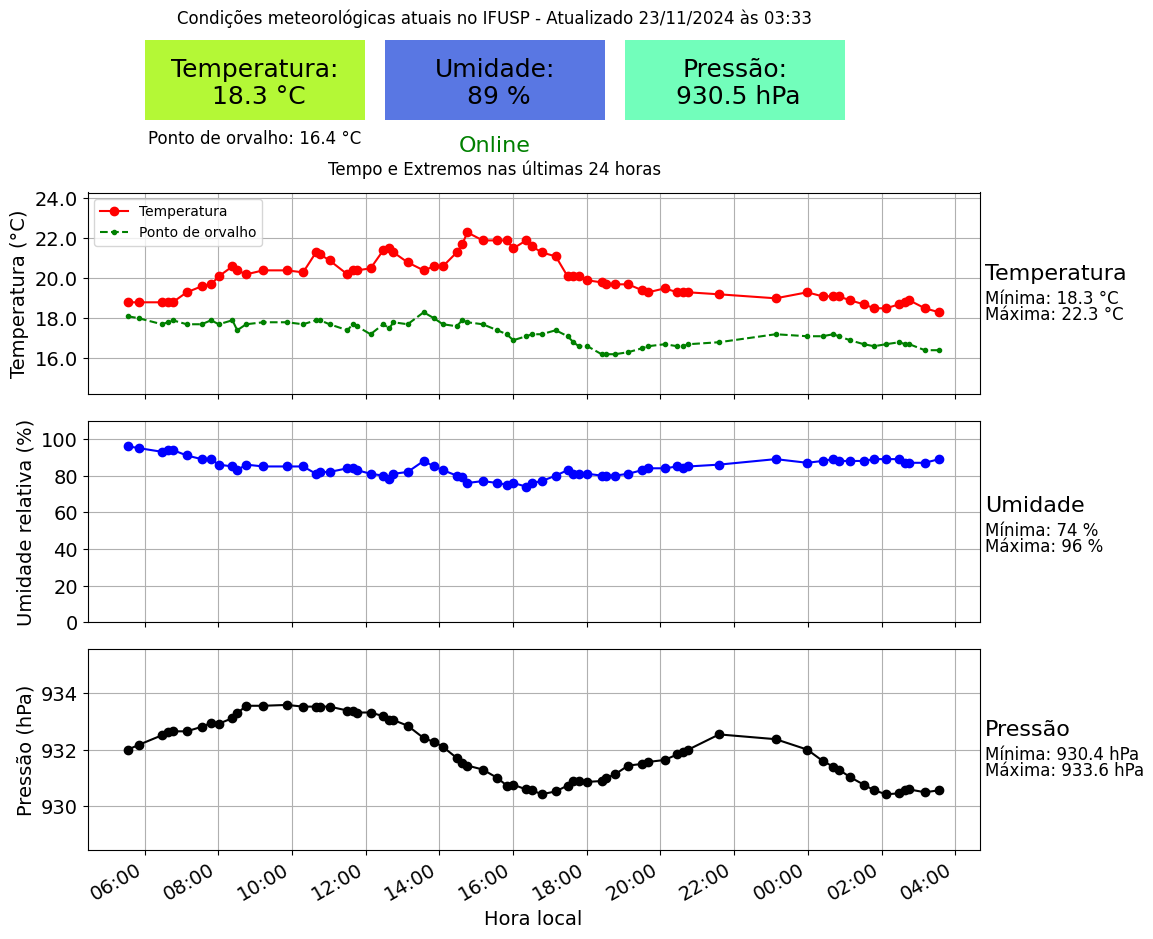 Condições meteorológicas atuais no IFUSP - Atualizado 23/11/2024 às 03:33
Temperatura:
18.3 °C
Umidade:
89 %
Pressão:
930.5 hPa
Ponto de orvalho: 16.4 °C
Online
Tempo e Extremos nas últimas 24 horas
Temperatura (°C)
24.0
22.0
20.0
18.0
16.0
Temperatura
Ponto de orvalho
Temperatura
Mínima: 18.3 °C
Máxima: 22.3 °C
Umidade relativa (%)
100
80
60
40
20
0
Umidade
Mínima: 74 %
Máxima: 96 %
Pressão (hPa)
934
932
930
Pressão
Mínima: 930.4 hPa
Máxima: 933.6 hPa
06:00 08:00 10:00 12:00 14:00 16:00 18:00 20:00 22:00 00:00 02:00 04:00
Hora local